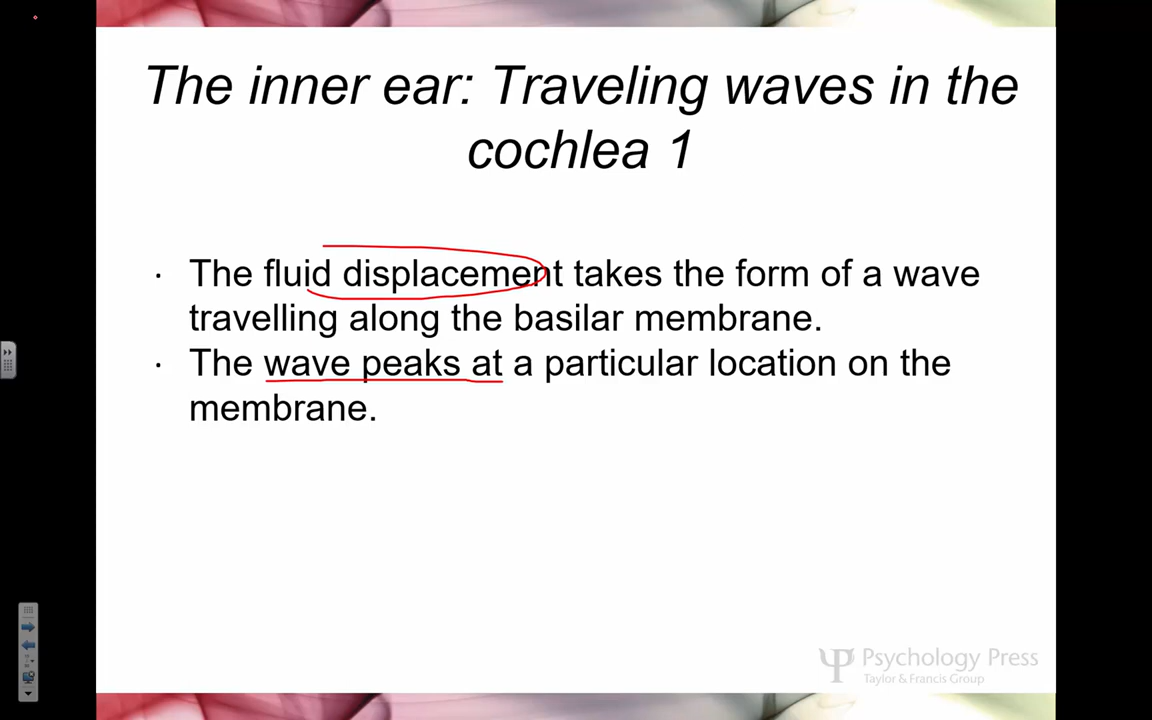 The inner ear: Traveling waves in the
cochlea 1
· The fluid displacement takes the form of a wave
travelling along the basilar membrane.
· The wave peaks at a particular location on the
membrane.
Psychology Press
Taylor & Francis Group